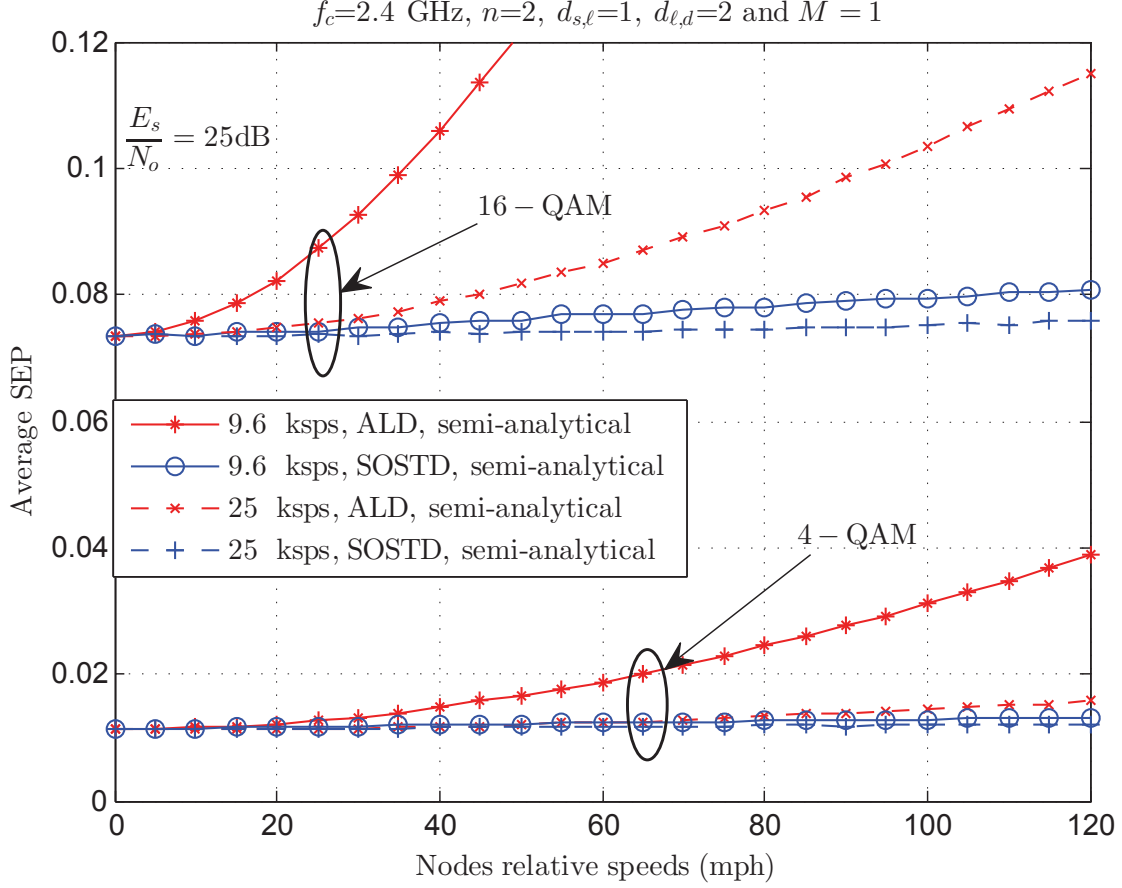 f_c=2.4 GHz, n=2, d_{s,ℓ}=1, d_{ℓ,d}=2 and M = 1
0.12
E_s/N_o = 25dB
0.1
16 − QAM
0.08
Average SEP
0.06
9.6 ksps, ALD, semi-analytical
9.6 ksps, SOSTD, semi-analytical
25 ksps, ALD, semi-analytical
25 ksps, SOSTD, semi-analytical
4 − QAM
0.04
0.02
0
0 20 40 60 80 100 120
Nodes relative speeds (mph)